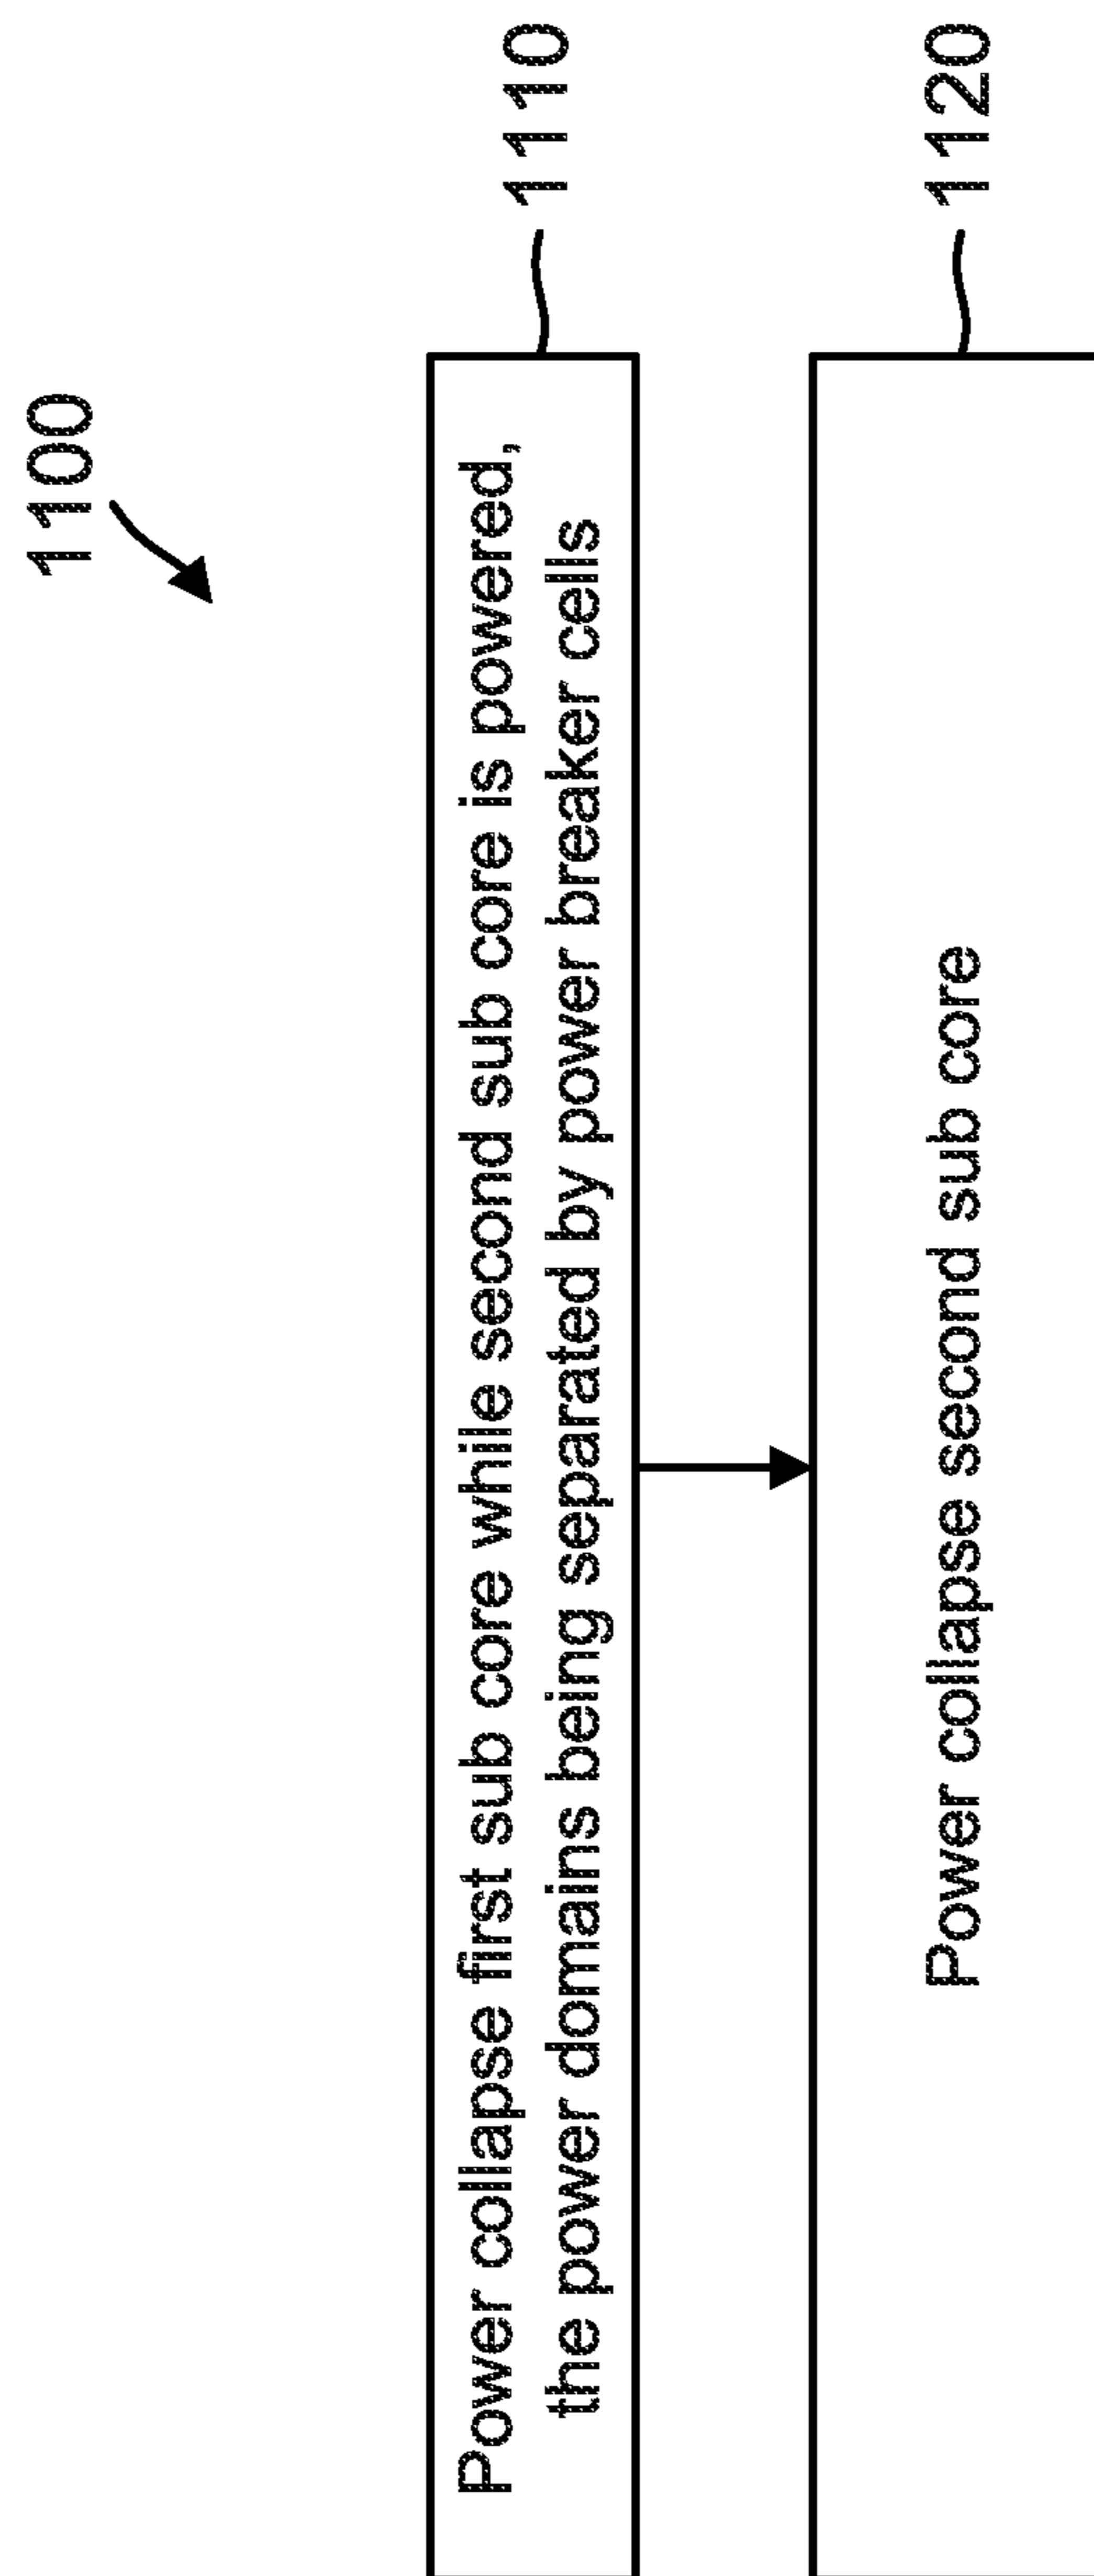 1100
Power collapse first sub core while second sub core is powered,
the power domains being separated by power breaker cells
1110
Power collapse second sub core
1120